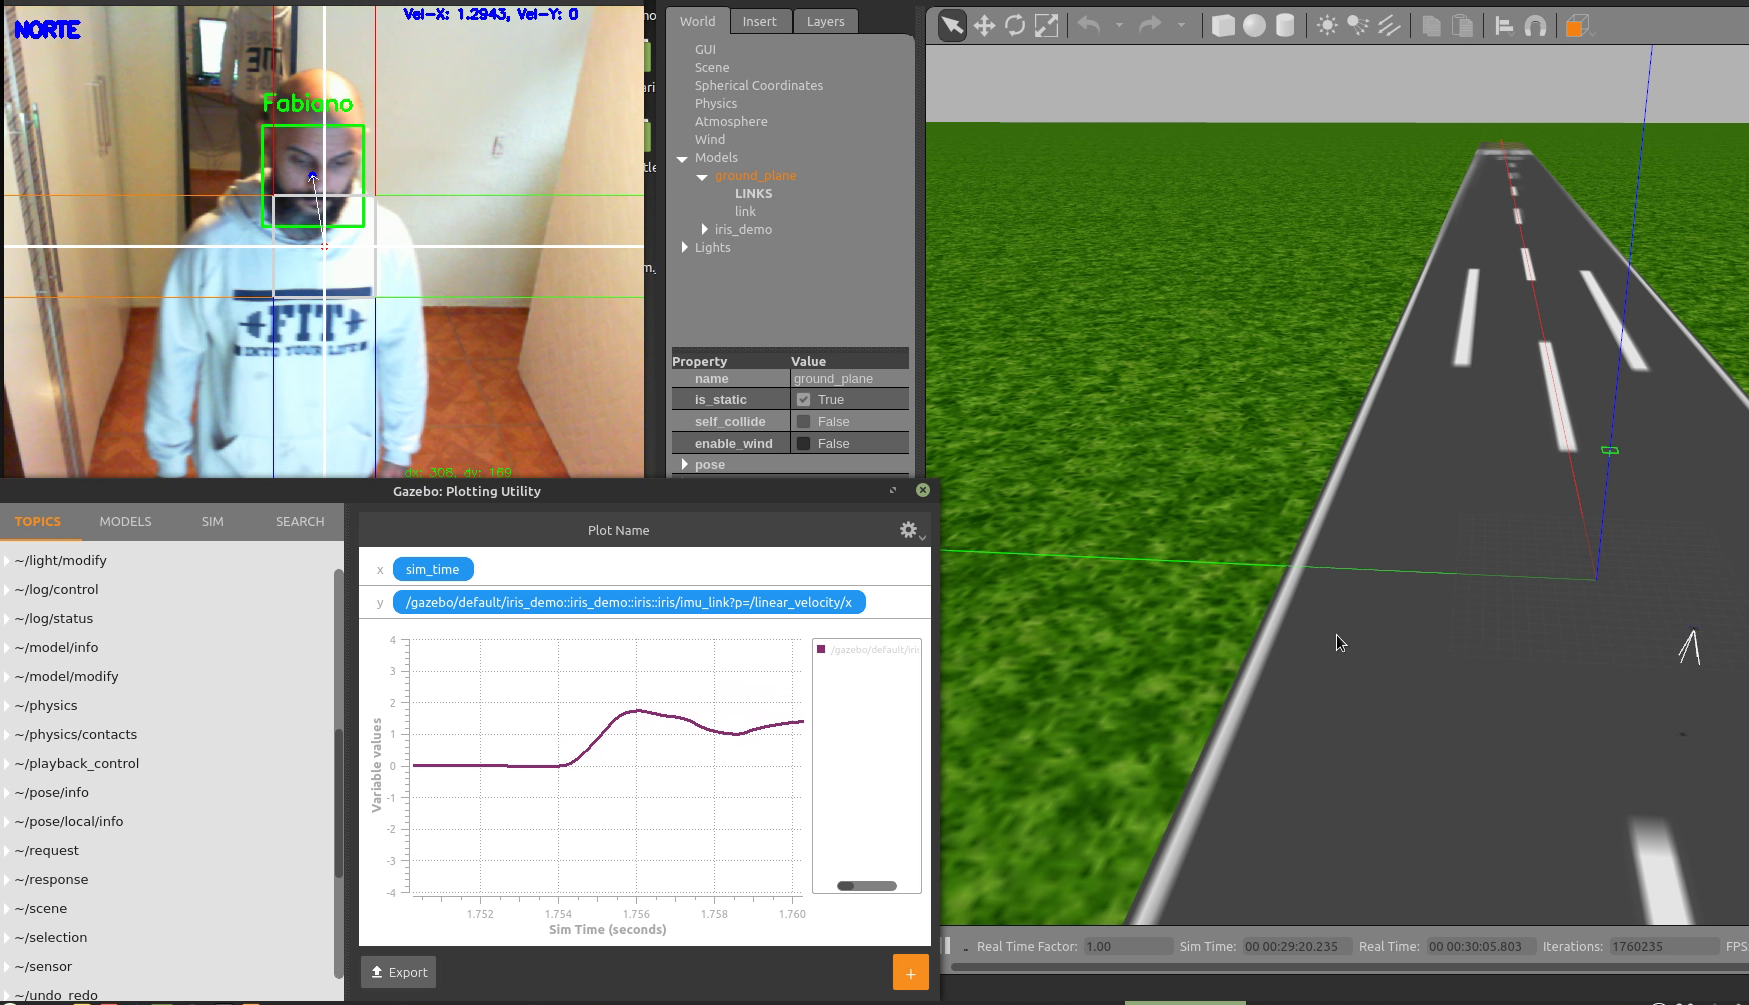 NORTE
Vel-X: 1.2943, Vel-Y: 0
Fabiano
FIT
INTO YOUR LIFE
dx: 308, dy: 169
World
Insert
Layers
GUI
Scene
Spherical Coordinates
Physics
Atmosphere
Wind
Models
ground_plane
LINKS
link
iris_demo
Lights
Property Value
name ground_plane
is_static True
self_collide False
enable_wind False
pose
Gazebo: Plotting Utility
TOPICS MODELS SIM SEARCH
~/light/modify
~/log/control
~/log/status
~/model/info
~/model/modify
~/physics
~/physics/contacts
~/playback_control
~/pose/info
~/pose/local/info
~/request
~/response
~/scene
~/selection
~/sensor
~/undo_redo
Plot Name
x sim_time
y /gazebo/default/iris_demo::iris_demo::iris::iris/imu_link?p=/linear_velocity/x
/gazebo/default/iris
4
3
2
1
0
-1
-2
-3
-4
Variable values
1.752 1.754 1.756 1.758 1.760
Sim Time (seconds)
Export
+
Real Time Factor: 1.00 Sim Time: 00 00:29:20.235 Real Time: 00 00:30:05.803 Iterations: 1760235 FPS